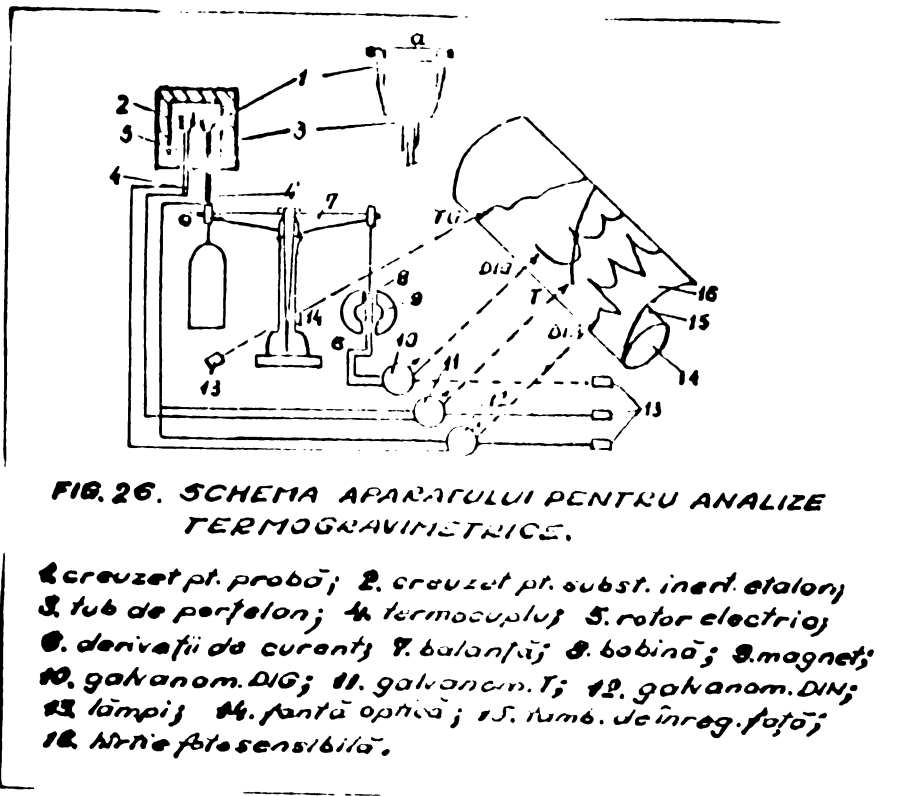 a
1
2
3
5
4
4'
7
6
TG
DIG
T
DIN
8
9
10
11
12
6
14
13
16
15
14
13
FIG. 26. SCHEMA APARATULUI PENTRU ANALIZE
TERMOGRAVIMETRICE.
1. creuzet pt. probă; 2. creuzet pt. subst. inert. etalon;
3. tub de porțelan; 4. termocuplu; 5. rotor electric;
6. derivații de curent; 7. balanță; 8. bobină; 9. magnet;
10. galvanom. DIG; 11. galvanom. T; 12. galvanom. DIN;
13. lămpi; 14. fantă optică; 15. tamb. de înreg. față;
16. hîrtie fotosensibilă.